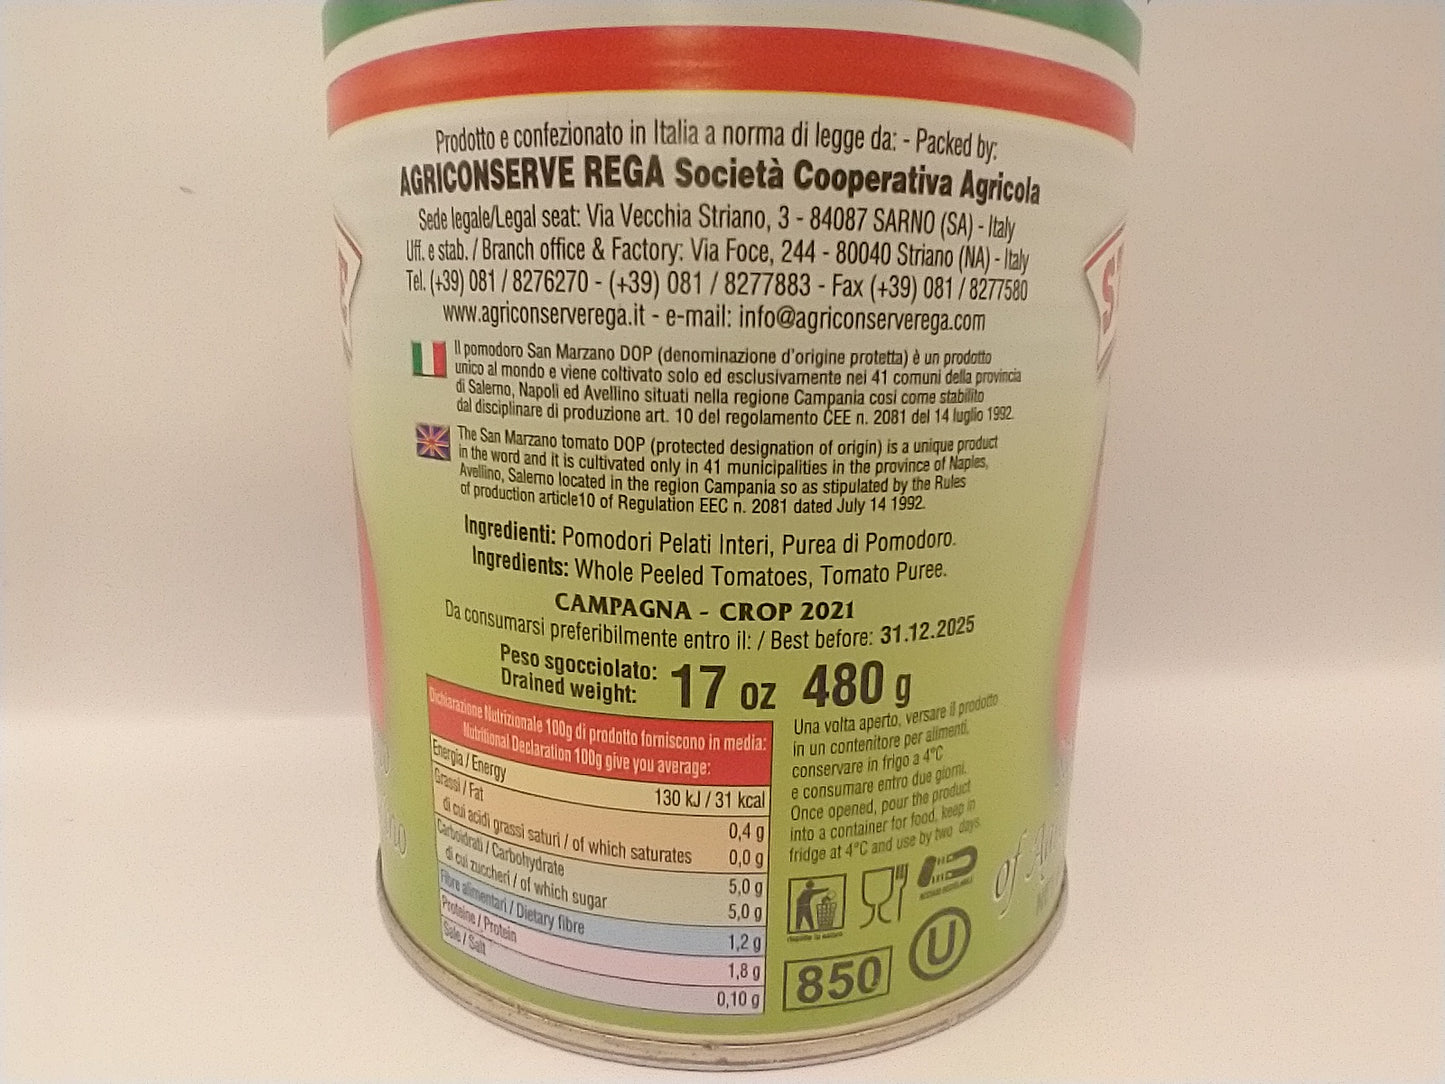 Prodotto e confezionato in Italia a norma di legge da: - Packed by:
AGRICONSERVE REGA Società Cooperativa Agricola
Sede legale/Legal seat: Via Vecchia Striano, 3 - 84087 SARNO (SA) - Italy
Uff. e stab. / Branch office & Factory: Via Foce, 244 - 80040 Striano (NA) - Italy
Tel. (+39) 081 / 8276270 - (+39) 081 / 8277883 - Fax (+39) 081 / 8277580
www.agriconserverega.it - e-mail: info@agriconserverega.com
Il pomodoro San Marzano DOP (denominazione d'origine protetta) è un prodotto
unico al mondo e viene coltivato solo ed esclusivamente nei 41 comuni della provincia
di Salerno, Napoli ed Avellino situati nella regione Campania così come stabilito
dal disciplinare di produzione art. 10 del regolamento CEE n. 2081 del 14 luglio 1992.
The San Marzano tomato DOP (protected designation of origin) is a unique product
in the word and it is cultivated only in 41 municipalities in the province of Naples,
Avellino, Salerno located in the region Campania so as stipulated by the Rules
of production article10 of Regulation EEC n. 2081 dated July 14 1992.
Ingredienti: Pomodori Pelati Interi, Purea di Pomodoro.
Ingredients: Whole Peeled Tomatoes, Tomato Puree.
CAMPAGNA - CROP 2021
Da consumarsi preferibilmente entro il: / Best before: 31.12.2025
Peso sgocciolato:
Drained weight:
17 oz 480 g
Dichiarazione Nutrizionale 100g di prodotto forniscono in media:
Nutritional Declaration 100g give you average:
Energia / Energy 130 kJ / 31 kcal
Grassi / Fat 0,4 g
di cui acidi grassi saturi / of which saturates 0,0 g
Carboidrati / Carbohydrate 5,0 g
di cui zuccheri / of which sugar 5,0 g
Fibre alimentari / Dietary fibre 1,2 g
Proteine / Protein 1,8 g
Sale / Salt 0,10 g
Una volta aperto, versare il prodotto
in un contenitore per alimenti,
conservare in frigo a 4°C
e consumare entro due giorni.
Once opened, pour the product
into a container for food, keep in
fridge at 4°C and use by two days
850
U
of